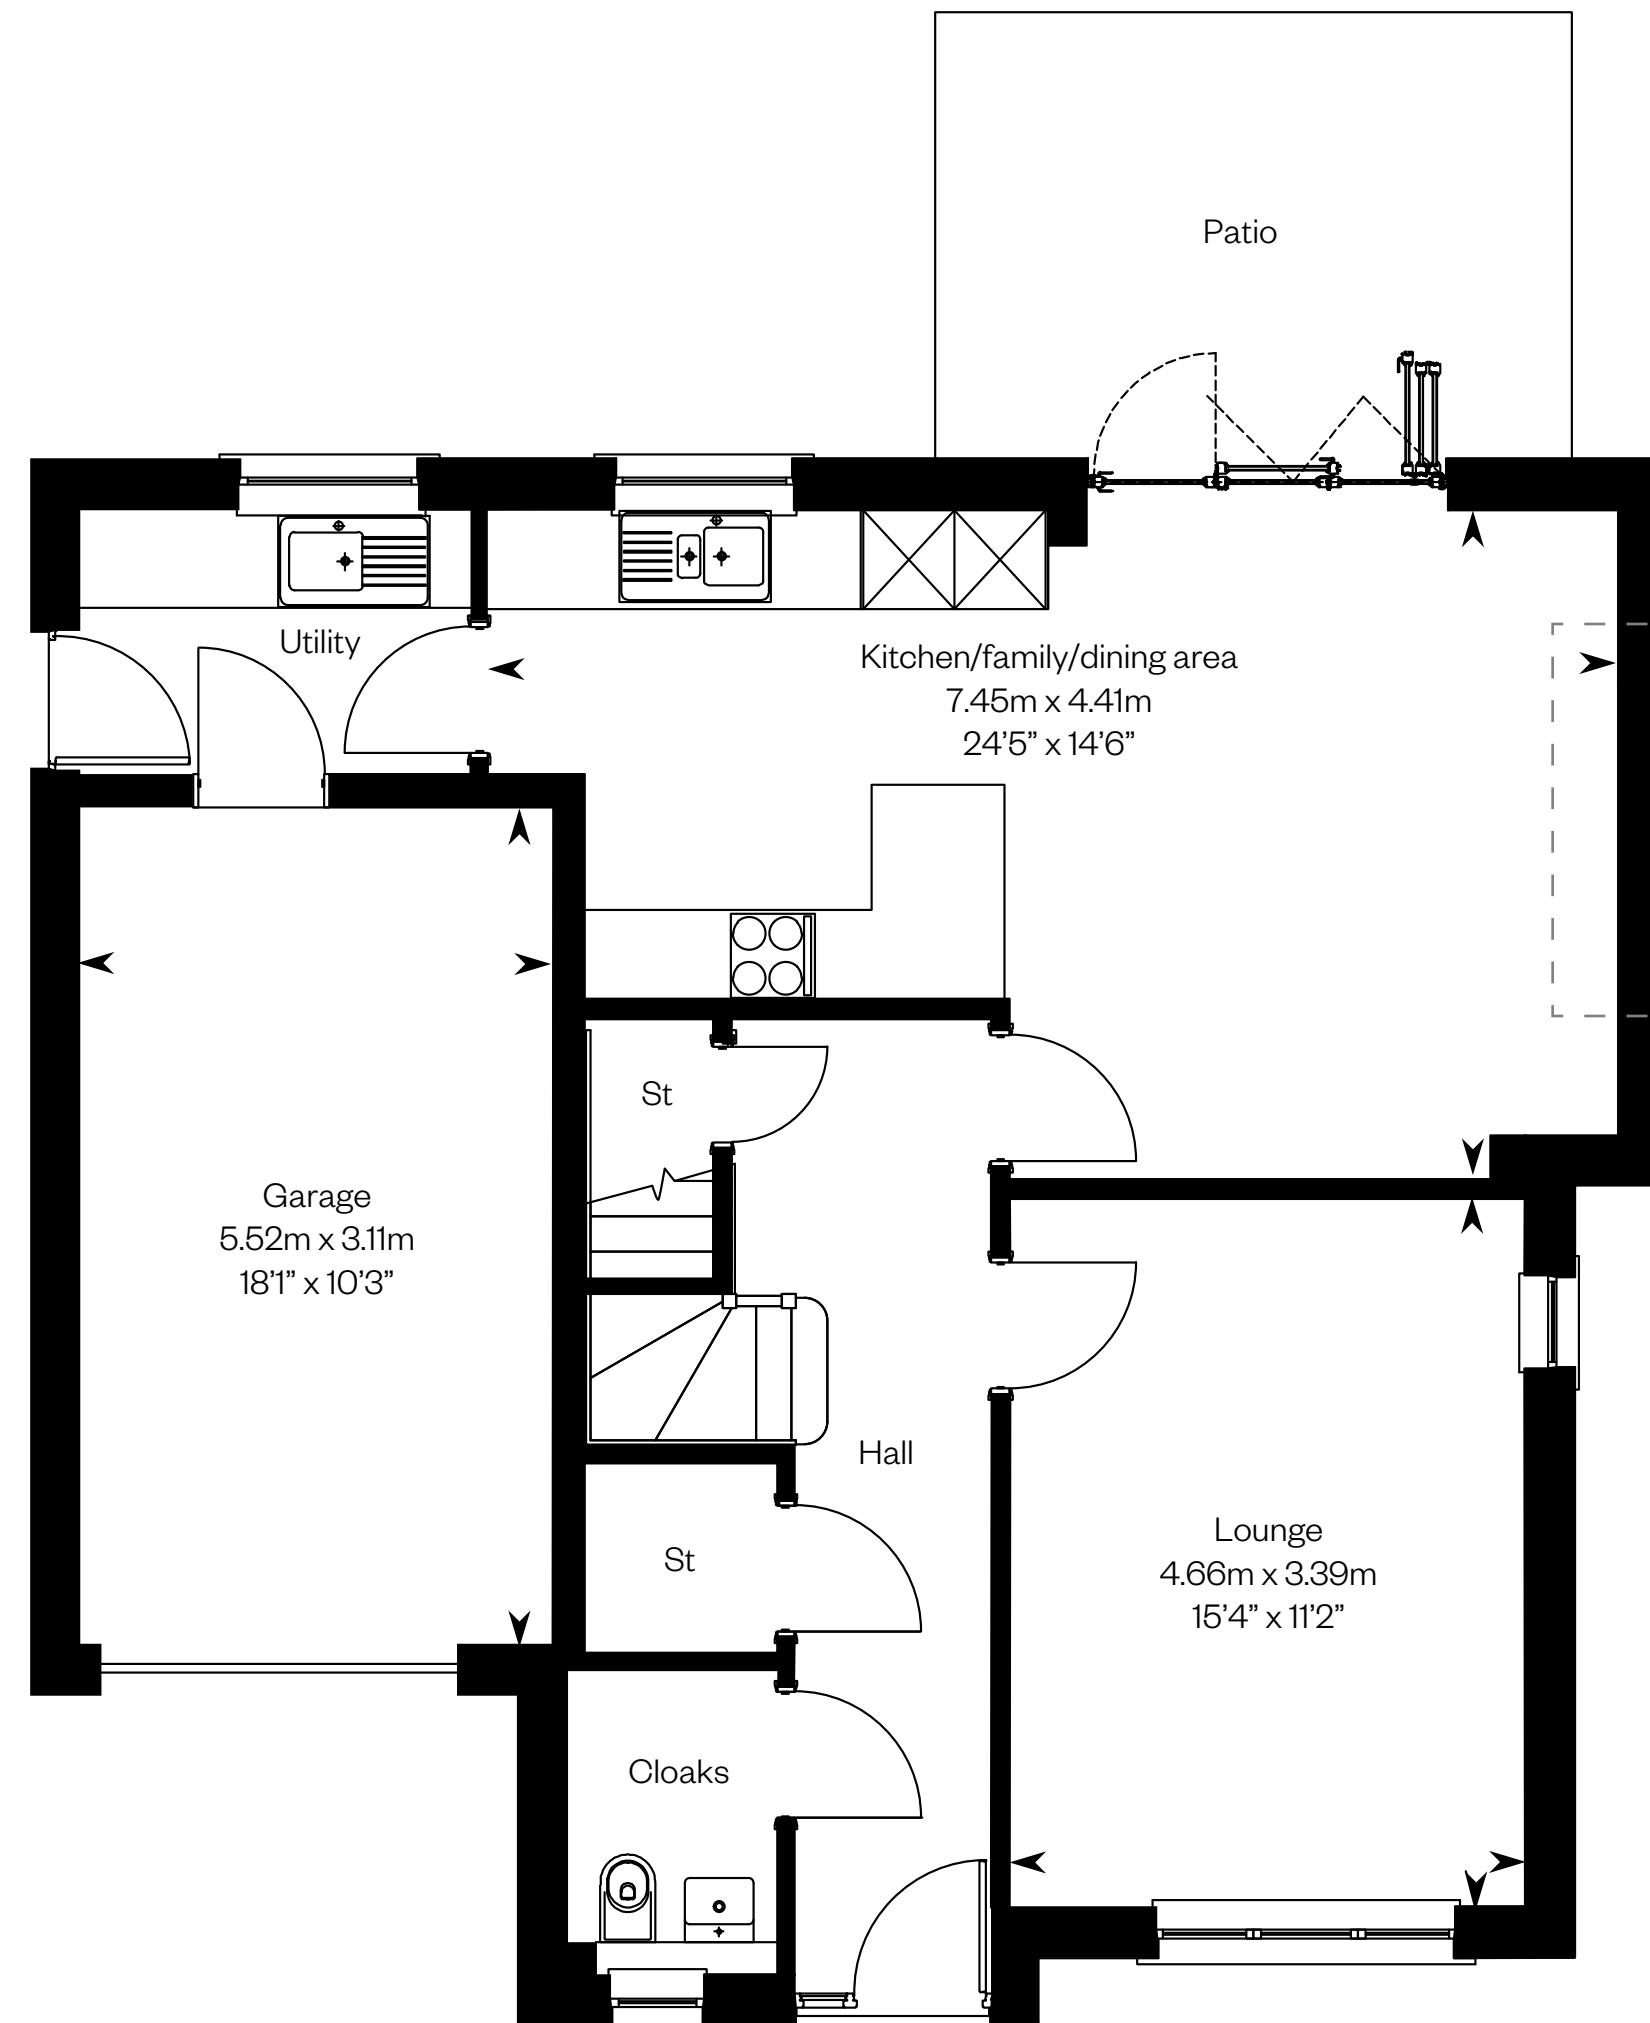 Patio
Utility
Kitchen/family/dining area
7.45m x 4.41m
24’5” x 14’6”
St
Garage
5.52m x 3.11m
18’1” x 10’3”
Hall
Lounge
4.66m x 3.39m
15’4” x 11’2”
St
Cloaks